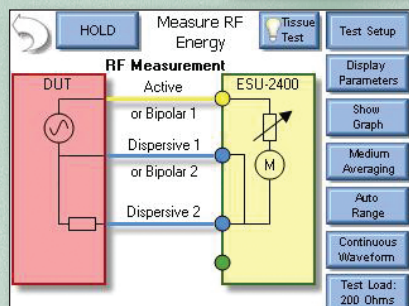 HOLD
Measure RF
Energy
Tissue
Test
Test Setup
RF Measurement
DUT
ESU-2400
Active
or Bipolar 1
Dispersive 1
or Bipolar 2
Dispersive 2
M
Display
Parameters
Show
Graph
Medium
Averaging
Auto
Range
Continuous
Waveform
Test Load:
200 Ohms